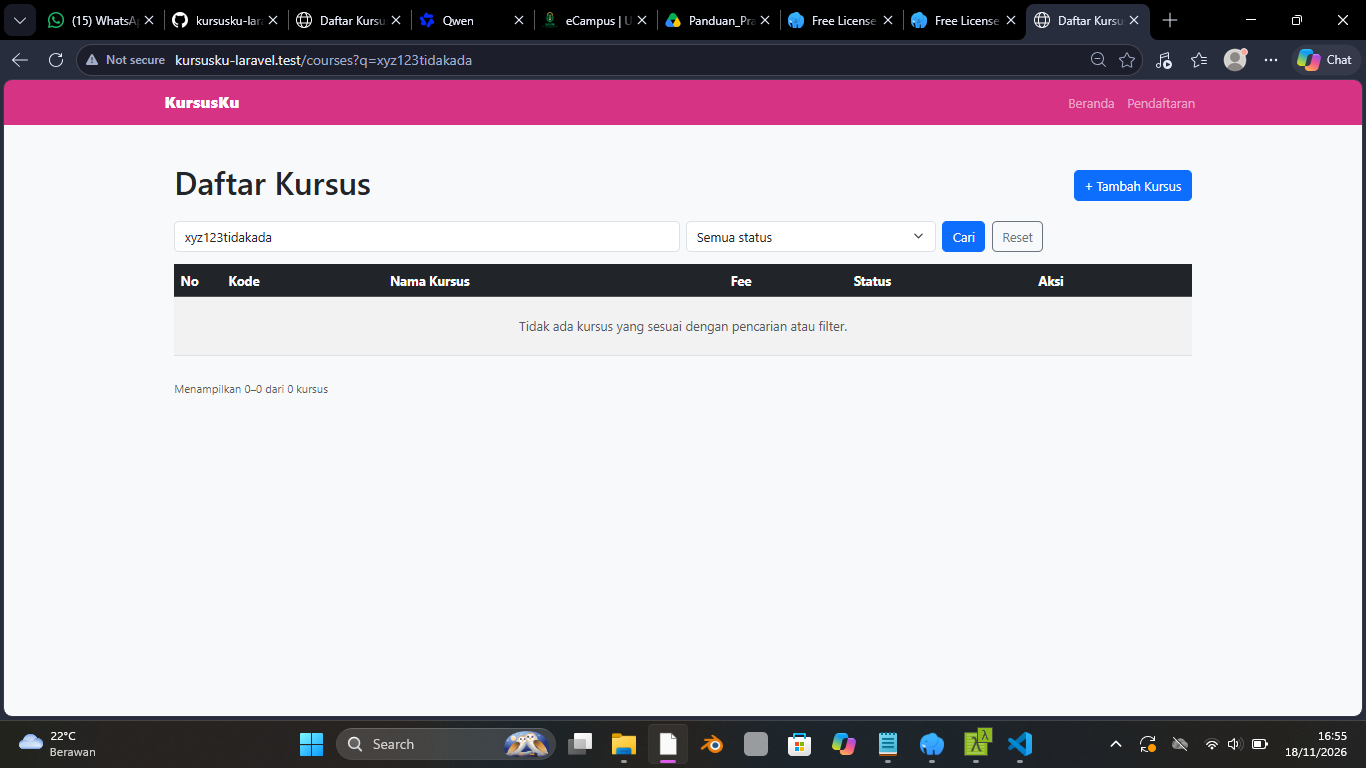 (15) WhatsA
kursusku-lar
Daftar Kursu
Qwen
eCampus | U
Panduan_Pra
Free License
Free License
Daftar Kursu
Not secure kursusku-laravel.test/courses?q=xyz123tidakada
Chat
KursusKu
Beranda Pendaftaran
Daftar Kursus
+ Tambah Kursus
xyz123tidakada
Semua status
Cari
Reset
No Kode Nama Kursus Fee Status Aksi
Tidak ada kursus yang sesuai dengan pencarian atau filter.
Menampilkan 0–0 dari 0 kursus
22°C
Berawan
Search
16:55
18/11/2026